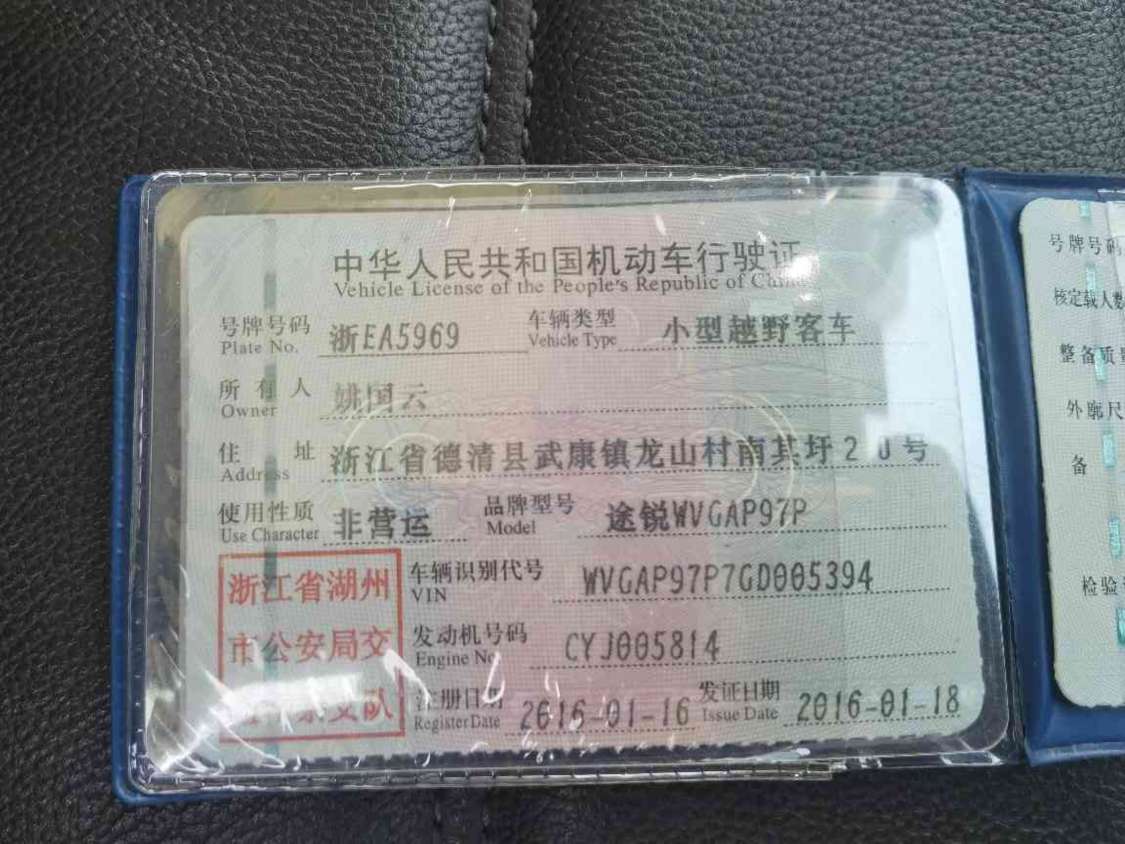 中华人民共和国机动车行驶证
Vehicle License of the People's Republic of China
号牌号码 浙EA5969 车辆类型 小型越野客车
Plate No. Vehicle Type
所有人 姚国云
Owner
住址 浙江省德清县武康镇龙山村南其圩2 0号
Address
使用性质 非营运 品牌型号 途锐WVGAP97P
Use Character Model
浙江省湖州
市公安局交
支队
车辆识别代号 WVGAP97P7GD005394
VIN
发动机号码 CYJ005814
Engine No.
注册日期 2016-01-16 发证日期 2016-01-18
Register Date Issue Date
号牌号码
核定载人数
整备质量
外廓尺
备
检验